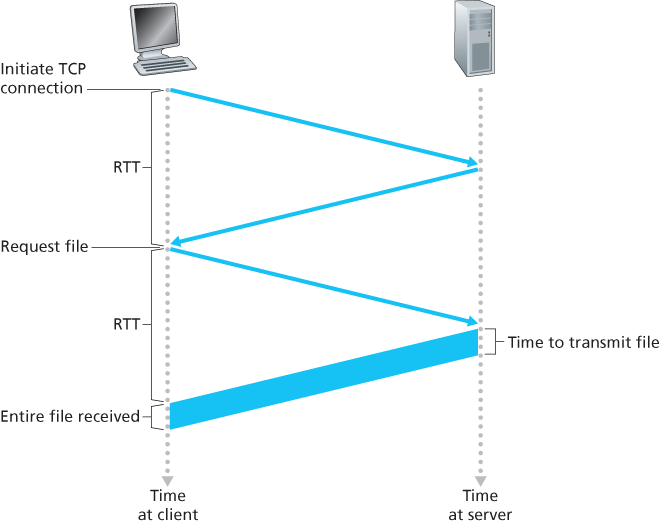 Initiate TCP
connection
RTT
Request file
RTT
Time to transmit file
Entire file received
Time
at client
Time
at server